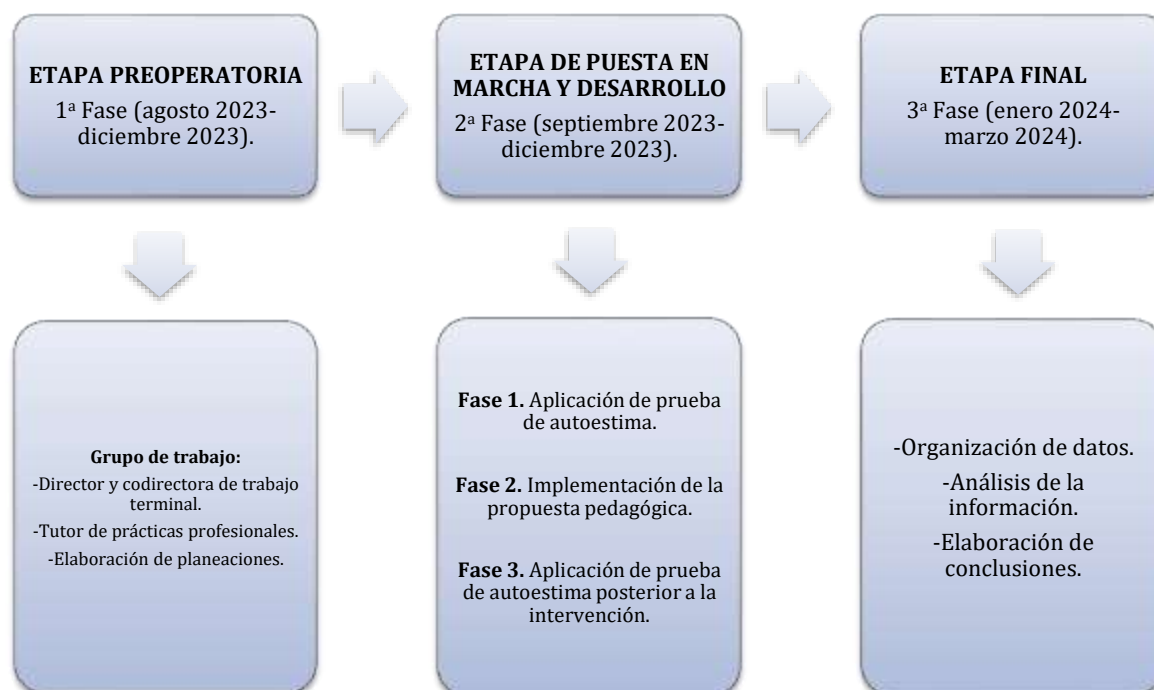 ETAPA PREOPERATORIA
1ª Fase (agosto 2023-
diciembre 2023).
ETAPA DE PUESTA EN
MARCHA Y DESARROLLO
2ª Fase (septiembre 2023-
diciembre 2023).
ETAPA FINAL
3ª Fase (enero 2024-
marzo 2024).
Grupo de trabajo:
-Director y codirectora de trabajo
terminal.
-Tutor de prácticas profesionales.
-Elaboración de planeaciones.
Fase 1. Aplicación de prueba
de autoestima.
Fase 2. Implementación de la
propuesta pedagógica.
Fase 3. Aplicación de prueba
de autoestima posterior a la
intervención.
-Organización de datos.
-Análisis de la
información.
-Elaboración de
conclusiones.